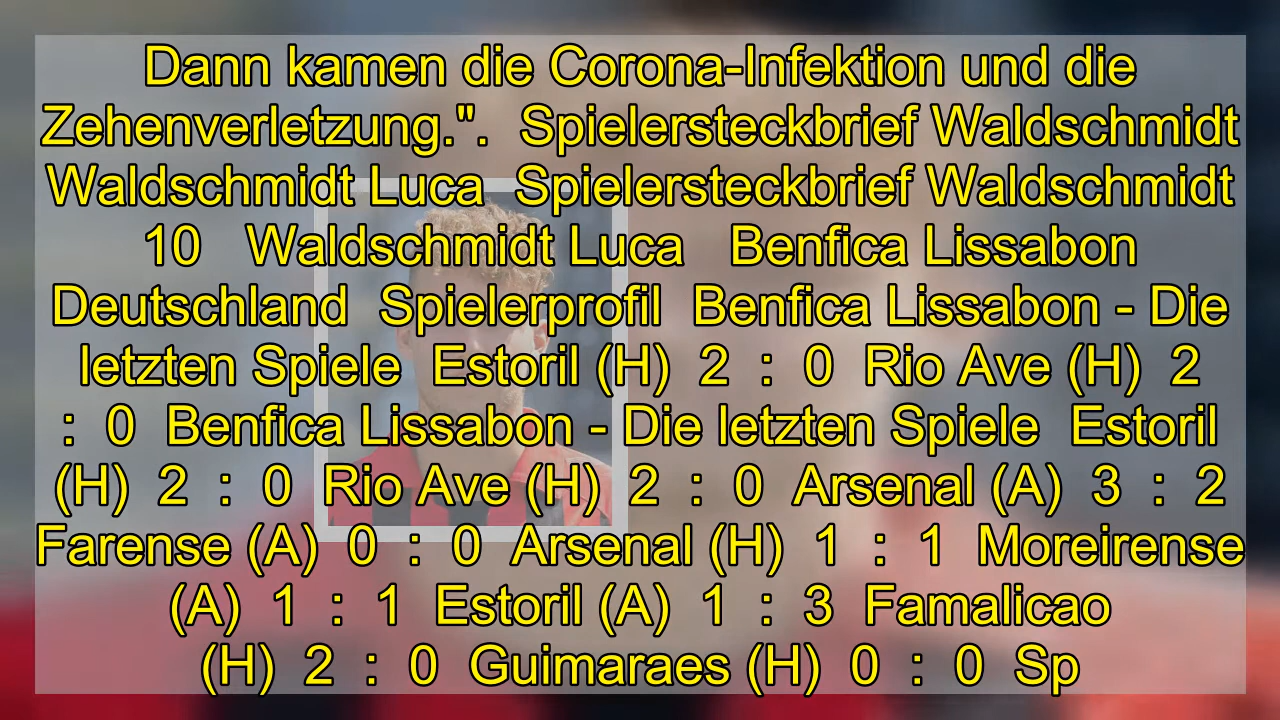 Dann kamen die Corona-Infektion und die
Zehenverletzung.".  Spielersteckbrief Waldschmidt
Waldschmidt Luca  Spielersteckbrief Waldschmidt
10   Waldschmidt Luca   Benfica Lissabon
Deutschland  Spielerprofil  Benfica Lissabon - Die
letzten Spiele  Estoril (H)  2  :  0  Rio Ave (H)  2
:  0  Benfica Lissabon - Die letzten Spiele  Estoril
(H)  2  :  0  Rio Ave (H)  2  :  0  Arsenal (A)  3  :  2
Farense (A)  0  :  0  Arsenal (H)  1  :  1  Moreirense
(A)  1  :  1  Estoril (A)  1  :  3  Famalicao
(H)  2  :  0  Guimaraes (H)  0  :  0  Sp